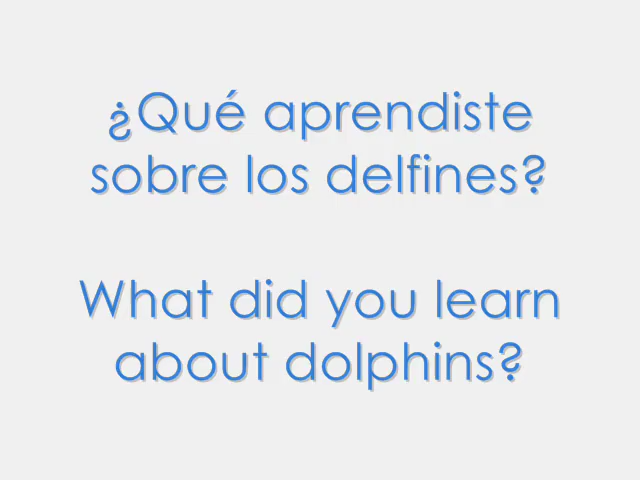 ¿Qué aprendiste
sobre los delfines?
What did you learn
about dolphins?